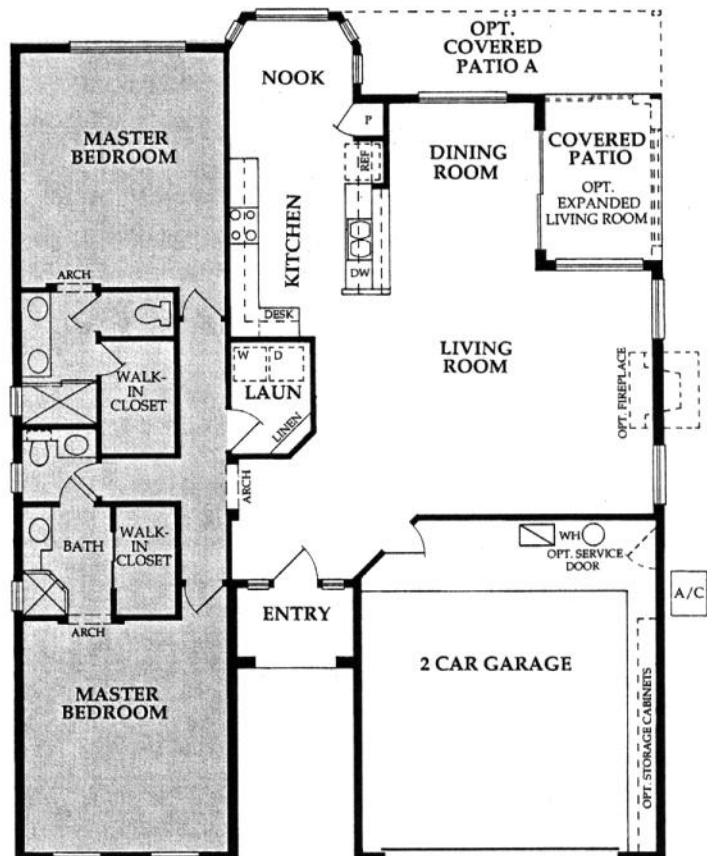 OPT.
COVERED
PATIO A
NOOK
MASTER
BEDROOM
P
REF
DINING
ROOM
COVERED
PATIO
OPT.
EXPANDED
LIVING ROOM
KITCHEN
DW
ARCH
DESK
W D
LAUN
LINEN
WALK-
IN
CLOSET
LIVING
ROOM
OPT. FIREPLACE
ARCH
BATH
WALK-
IN
CLOSET
WH
OPT. SERVICE
DOOR
A/C
ARCH
ENTRY
MASTER
BEDROOM
2 CAR GARAGE
OPT. STORAGE CABINETS